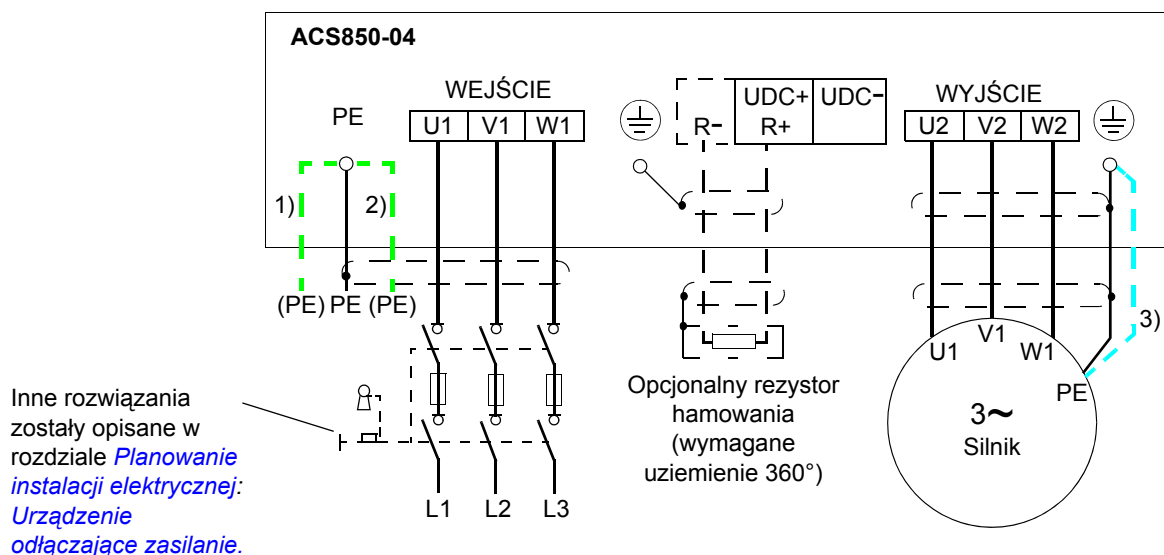 ACS850-04
PE
WEJŚCIE
U1 V1 W1
R- UDC+ R+ UDC-
WYJŚCIE
U2 V2 W2
1)
2)
(PE) PE (PE)
3)
U1 V1 W1
PE
3~
Silnik
Opcjonalny rezystor
hamowania
(wymagane
uziemienie 360°)
Inne rozwiązania
zostały opisane w
rozdziale Planowanie
instalacji elektrycznej:
Urządzenie
odłączające zasilanie.
L1 L2 L3